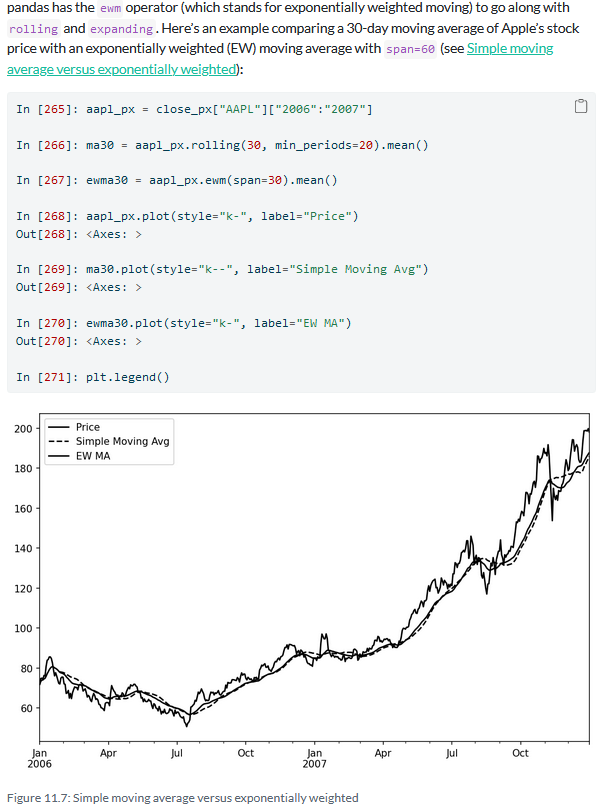 pandas has the ewm operator (which stands for exponentially weighted moving) to go along with
rolling and expanding. Here's an example comparing a 30-day moving average of Apple's stock
price with an exponentially weighted (EW) moving average with span=60 (see Simple moving
average versus exponentially weighted):
In [265]: aapl_px = close_px["AAPL"]["2006":"2007"]
In [266]: ma30 = aapl_px.rolling(30, min_periods=20).mean()
In [267]: ewma30 = aapl_px.ewm(span=30).mean()
In [268]: aapl_px.plot(style="k-", label="Price")
Out[268]: <Axes: >
In [269]: ma30.plot(style="k--", label="Simple Moving Avg")
Out[269]: <Axes: >
In [270]: ewma30.plot(style="k-", label="EW MA")
Out[270]: <Axes: >
In [271]: plt.legend()
Price
Simple Moving Avg
EW MA
200
180
160
140
120
100
80
60
Jan Apr Jul Oct Jan Apr Jul Oct
2006 2007
Figure 11.7: Simple moving average versus exponentially weighted